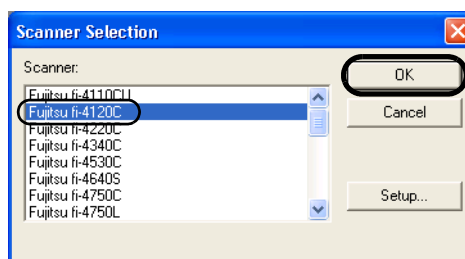 Scanner Selection
Scanner:
Fujitsu fi-4110CU
Fujitsu fi-4120C
Fujitsu fi-4220C
Fujitsu fi-4340C
Fujitsu fi-4530C
Fujitsu fi-4640S
Fujitsu fi-4750C
Fujitsu fi-4750L
OK
Cancel
Setup...